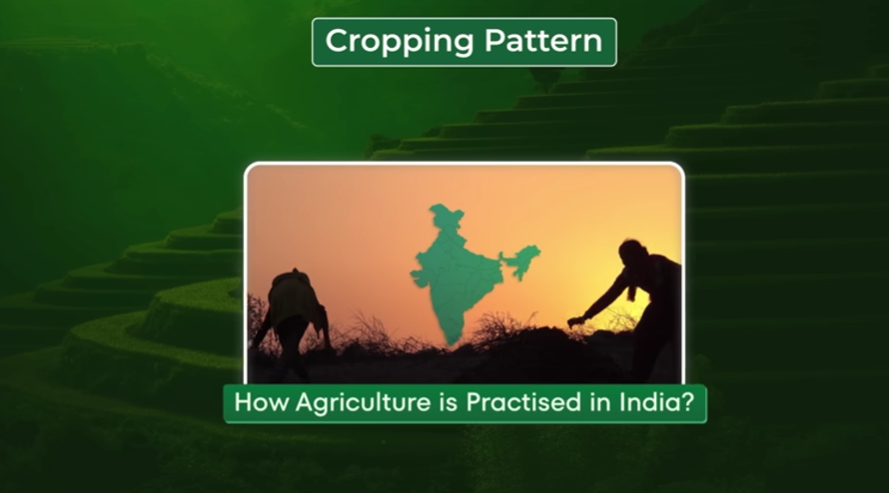 Cropping Pattern
How Agriculture is Practised in India?